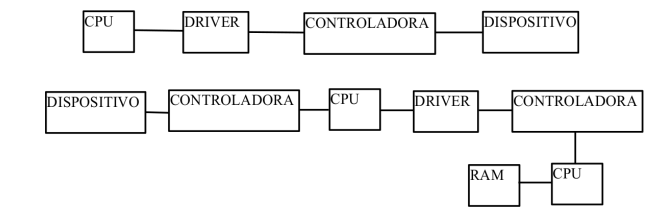 CPU DRIVER CONTROLADORA DISPOSITIVO
DISPOSITIVO CONTROLADORA CPU DRIVER CONTROLADORA
RAM CPU